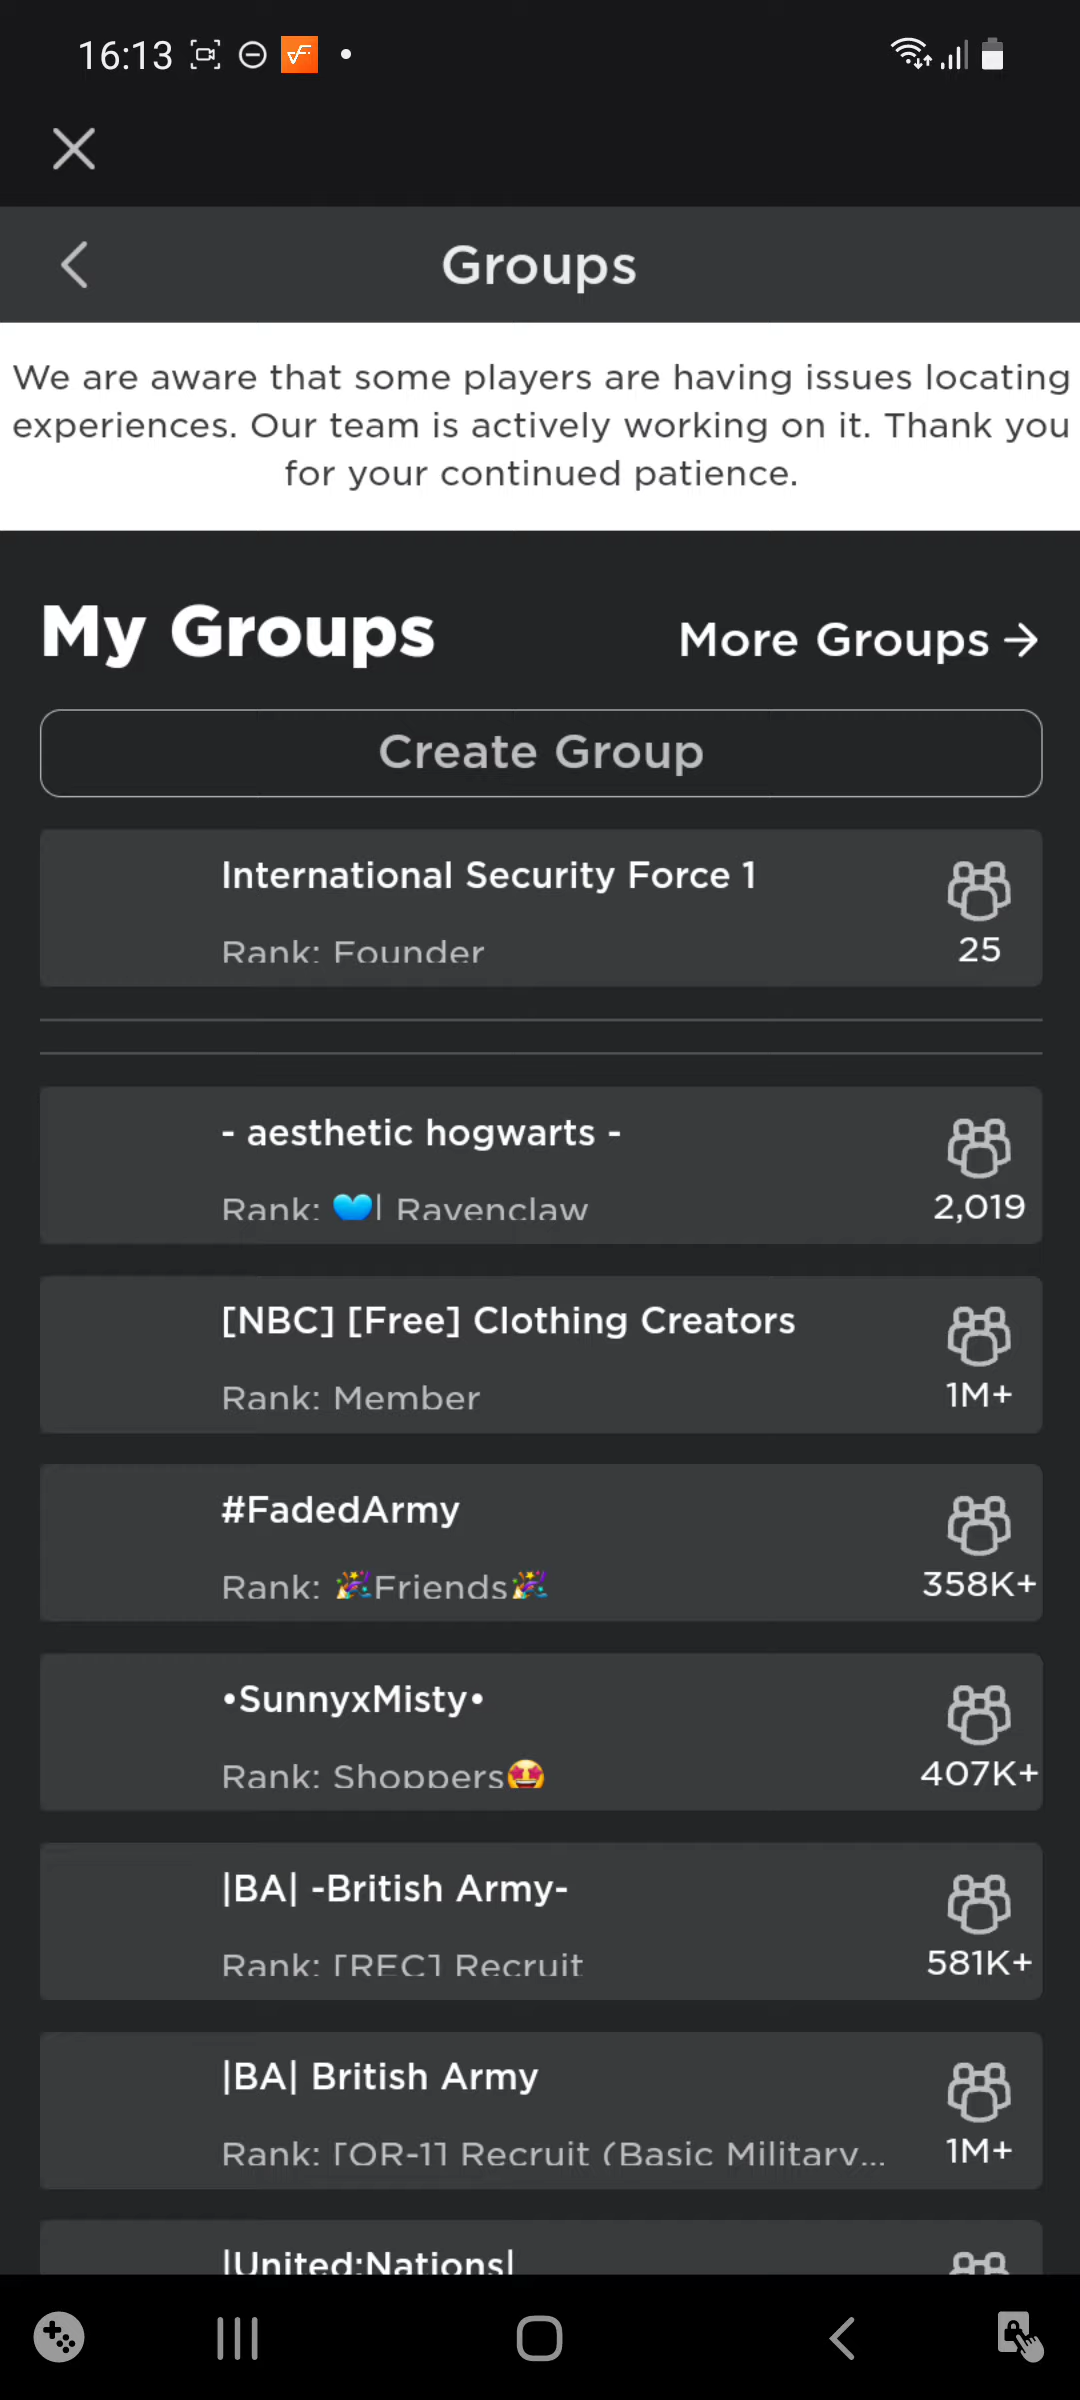 16:13
Groups
We are aware that some players are having issues locating
experiences. Our team is actively working on it. Thank you
for your continued patience.
My Groups
More Groups →
Create Group
International Security Force 1
Rank: Founder
25
- aesthetic hogwarts -
Rank: 💙| Ravenclaw
2,019
[NBC] [Free] Clothing Creators
Rank: Member
1M+
#FadedArmy
Rank: 🎉Friends🎉
358K+
•SunnyxMisty•
Rank: Shoppers🤩
407K+
|BA| -British Army-
Rank: [REC] Recruit
581K+
|BA| British Army
Rank: [OR-1] Recruit (Basic Military...
1M+
|United:Nations|